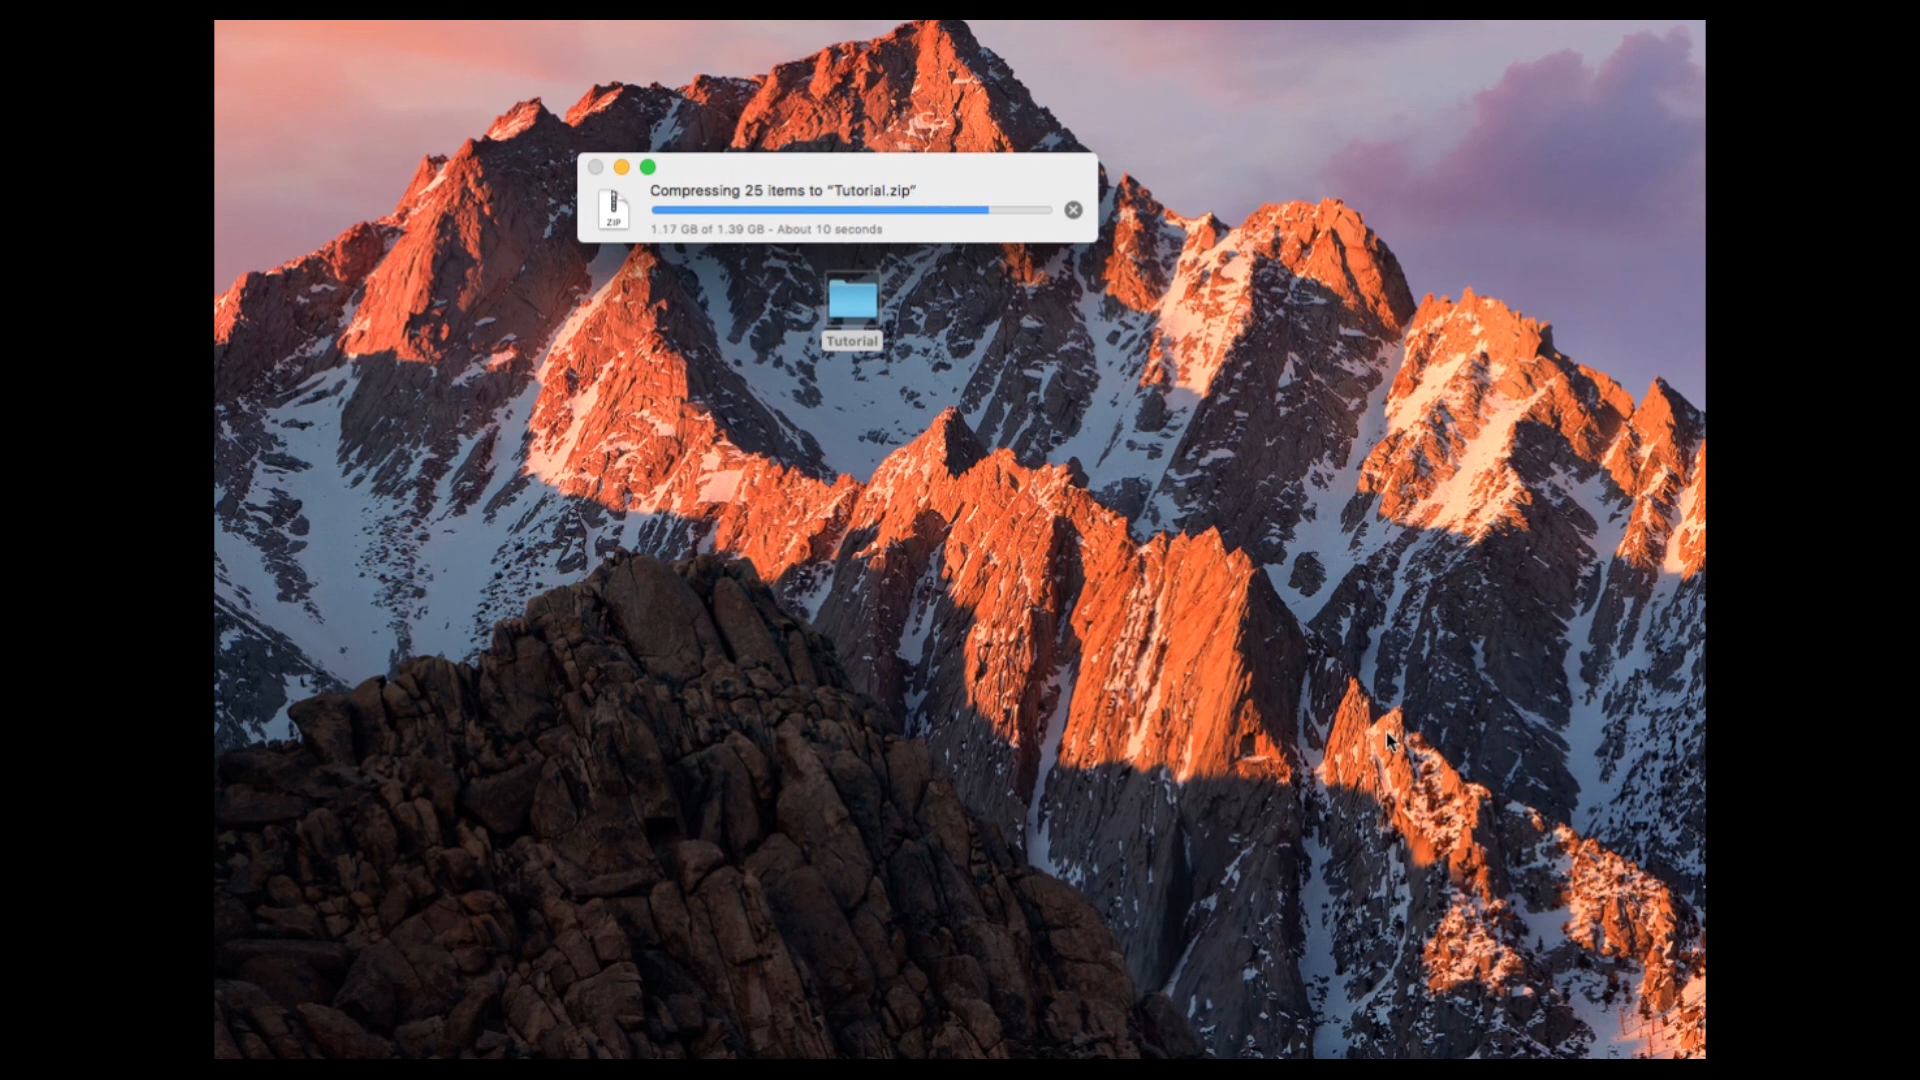 Compressing 25 items to “Tutorial.zip”
ZIP
1.17 GB of 1.39 GB - About 10 seconds
Tutorial